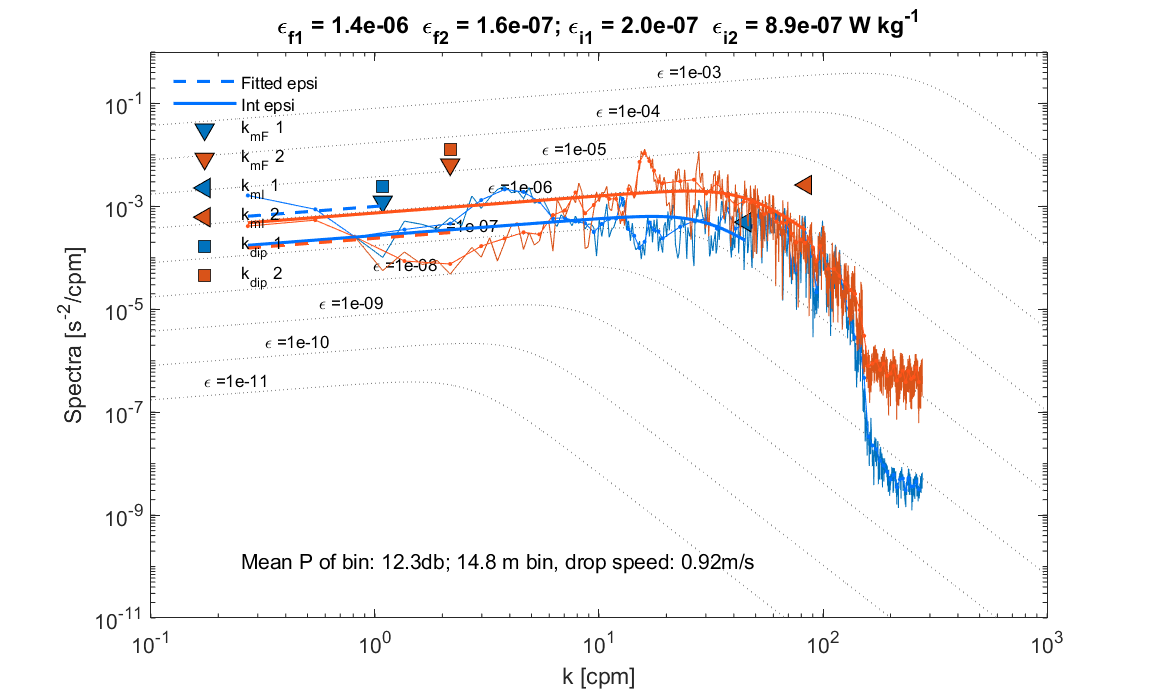 ϵf1 = 1.4e-06 ϵf2 = 1.6e-07; ϵi1 = 2.0e-07 ϵi2 = 8.9e-07 W kg-1
Fitted epsi
Int epsi
kmF 1
kmF 2
kmI 1
kmI 2
kdip 1
kdip 2
ϵ =1e-03
ϵ =1e-04
ϵ =1e-05
ϵ =1e-06
ϵ =1e-07
ϵ =1e-08
ϵ =1e-09
ϵ =1e-10
ϵ =1e-11
Mean P of bin: 12.3db; 14.8 m bin, drop speed: 0.92m/s
Spectra [s-2/cpm]
10-1
10-3
10-5
10-7
10-9
10-11
10-1
100
101
102
103
k [cpm]